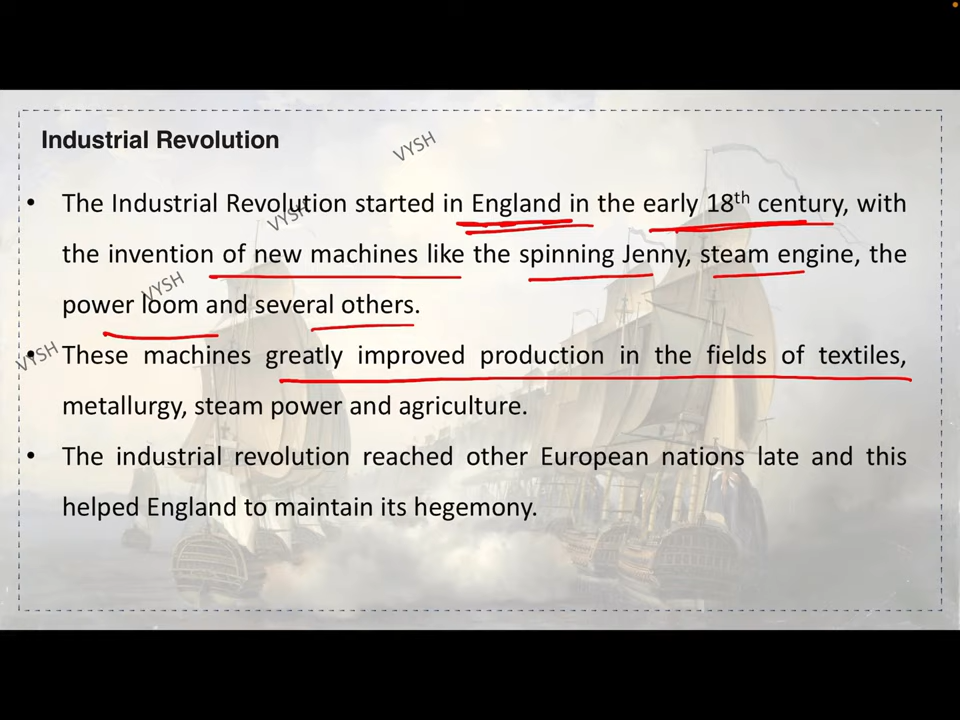 Industrial Revolution
VYSH
• The Industrial Revolution started in England in the early 18th century, with
VYSH
the invention of new machines like the spinning Jenny, steam engine, the
VYSH
power loom and several others.
VYSH
• These machines greatly improved production in the fields of textiles,
metallurgy, steam power and agriculture.
• The industrial revolution reached other European nations late and this
helped England to maintain its hegemony.